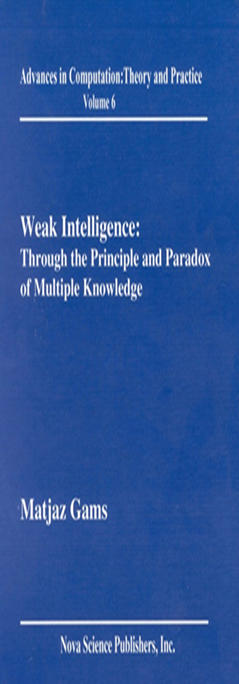 Advances in Computation:Theory and Practice
Volume 6
Weak Intelligence:
Through the Principle and Paradox
of Multiple Knowledge
Matjaz Gams
Nova Science Publishers, Inc.